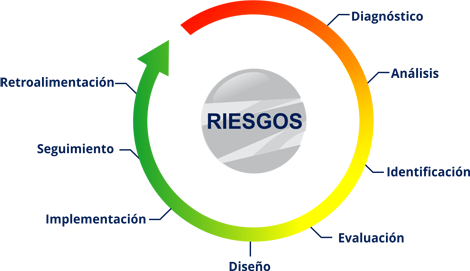 Diagnóstico
Análisis
Identificación
Evaluación
Diseño
Implementación
Seguimiento
Retroalimentación
RIESGOS